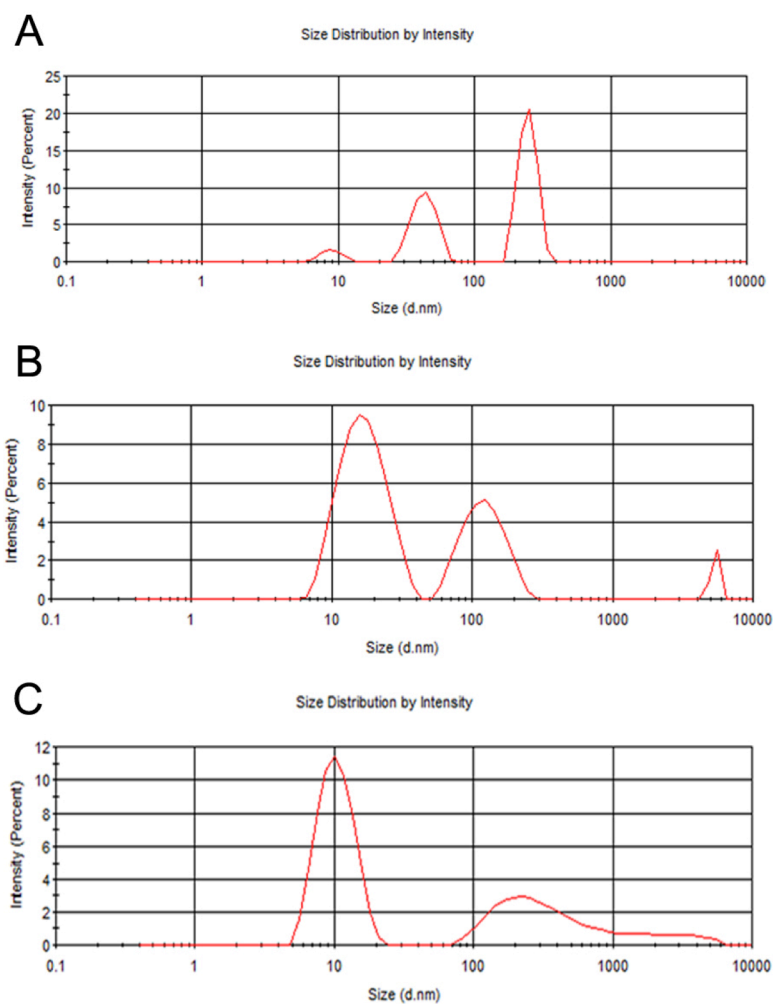 A
Size Distribution by Intensity
Intensity (Percent)
25
20
15
10
5
0
0.1 1 10 100 1000 10000
Size (d.nm)
B
Size Distribution by Intensity
Intensity (Percent)
10
8
6
4
2
0
0.1 1 10 100 1000 10000
Size (d.nm)
C
Size Distribution by Intensity
Intensity (Percent)
12
10
8
6
4
2
0
0.1 1 10 100 1000 10000
Size (d.nm)